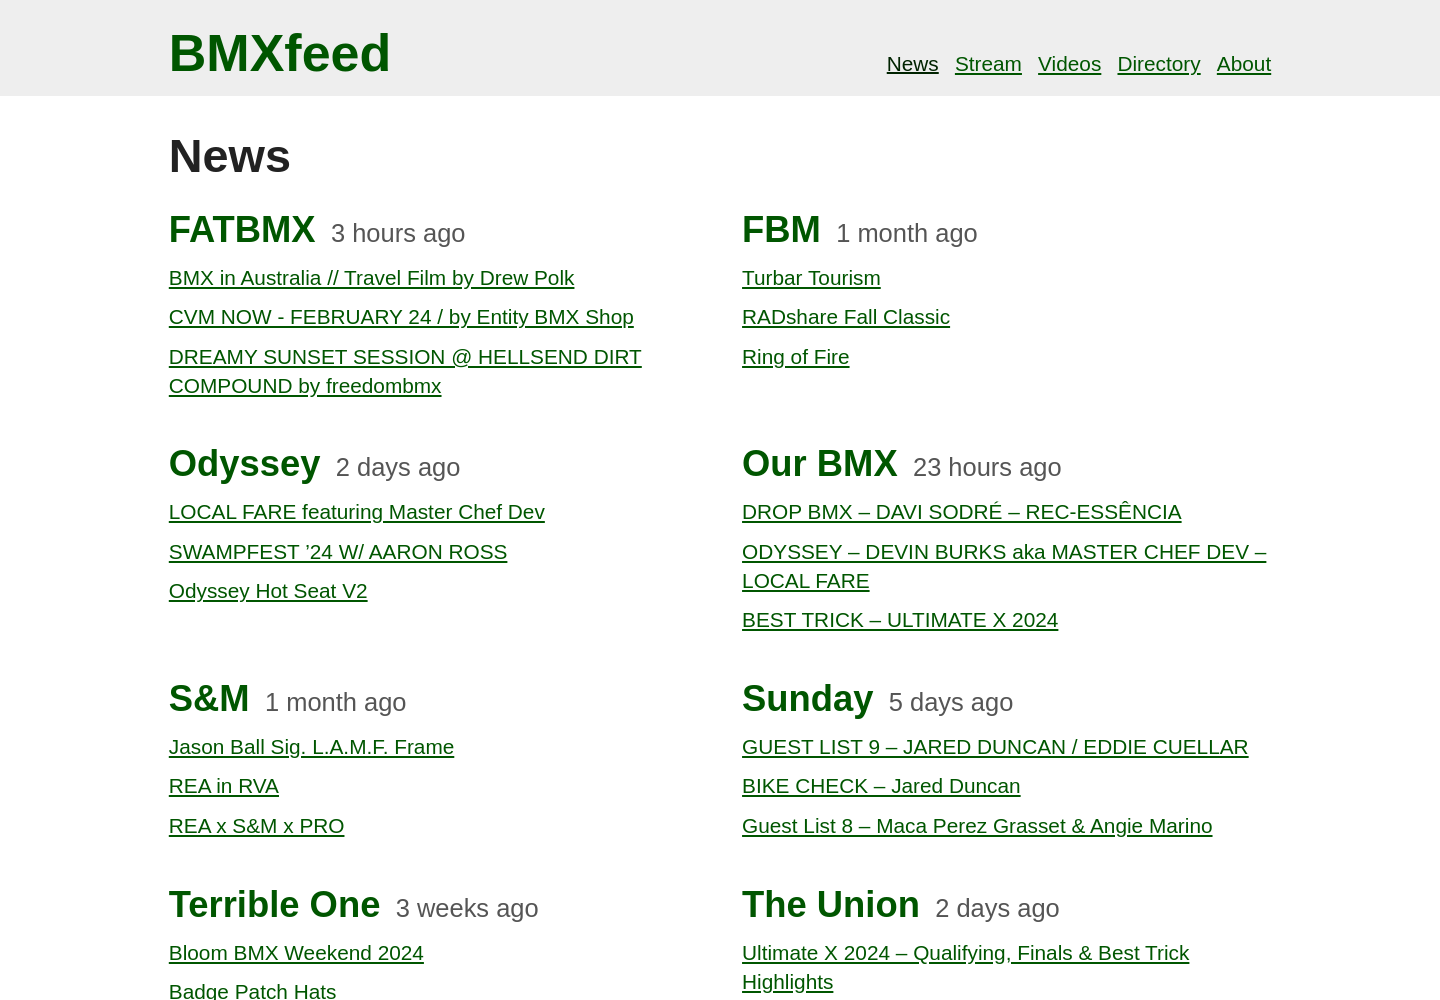 BMXfeed
News Stream Videos Directory About
News
FATBMX 3 hours ago
BMX in Australia // Travel Film by Drew Polk
CVM NOW - FEBRUARY 24 / by Entity BMX Shop
DREAMY SUNSET SESSION @ HELLSEND DIRT
COMPOUND by freedombmx
FBM 1 month ago
Turbar Tourism
RADshare Fall Classic
Ring of Fire
Odyssey 2 days ago
LOCAL FARE featuring Master Chef Dev
SWAMPFEST ’24 W/ AARON ROSS
Odyssey Hot Seat V2
Our BMX 23 hours ago
DROP BMX – DAVI SODRÉ – REC-ESSÊNCIA
ODYSSEY – DEVIN BURKS aka MASTER CHEF DEV –
LOCAL FARE
BEST TRICK – ULTIMATE X 2024
S&M 1 month ago
Jason Ball Sig. L.A.M.F. Frame
REA in RVA
REA x S&M x PRO
Sunday 5 days ago
GUEST LIST 9 – JARED DUNCAN / EDDIE CUELLAR
BIKE CHECK – Jared Duncan
Guest List 8 – Maca Perez Grasset & Angie Marino
Terrible One 3 weeks ago
Bloom BMX Weekend 2024
Badge Patch Hats
The Union 2 days ago
Ultimate X 2024 – Qualifying, Finals & Best Trick
Highlights